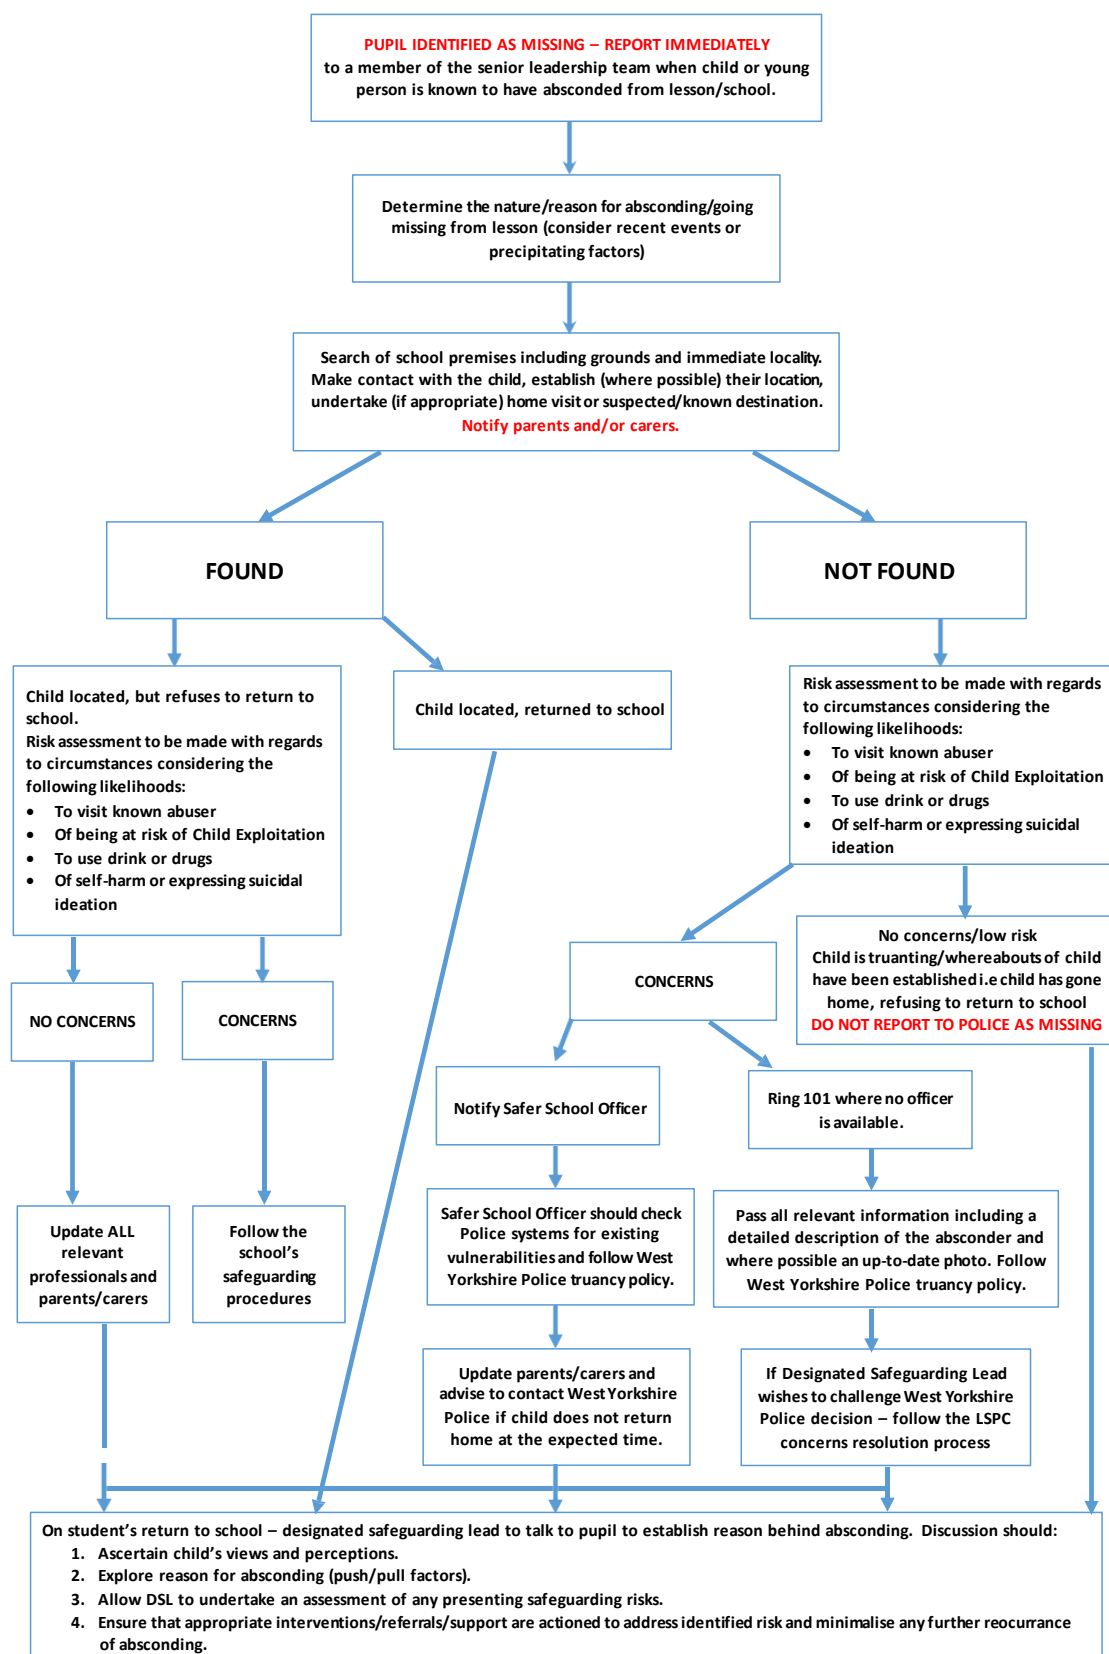 PUPIL IDENTIFIED AS MISSING – REPORT IMMEDIATELY
to a member of the senior leadership team when child or young
person is known to have absconded from lesson/school.
Determine the nature/reason for absconding/going
missing from lesson (consider recent events or
precipitating factors)
Search of school premises including grounds and immediate locality.
Make contact with the child, establish (where possible) their location,
undertake (if appropriate) home visit or suspected/known destination.
Notify parents and/or carers.
FOUND
NOT FOUND
Child located, but refuses to return to
school.
Risk assessment to be made with regards
to circumstances considering the
following likelihoods:
• To visit known abuser
• Of being at risk of Child Exploitation
• To use drink or drugs
• Of self-harm or expressing suicidal
ideation
Child located, returned to school
Risk assessment to be made with regards
to circumstances considering the
following likelihoods:
• To visit known abuser
• Of being at risk of Child Exploitation
• To use drink or drugs
• Of self-harm or expressing suicidal
ideation
NO CONCERNS
CONCERNS
CONCERNS
No concerns/low risk
Child is truanting/whereabouts of child
have been established i.e child has gone
home, refusing to return to school
DO NOT REPORT TO POLICE AS MISSING
Notify Safer School Officer
Ring 101 where no officer
is available.
Update ALL
relevant
professionals and
parents/carers
Follow the
school's
safeguarding
procedures
Safer School Officer should check
Police systems for existing
vulnerabilities and follow West
Yorkshire Police truancy policy.
Pass all relevant information including a
detailed description of the absconder and
where possible an up-to-date photo. Follow
West Yorkshire Police truancy policy.
Update parents/carers and
advise to contact West Yorkshire
Police if child does not return
home at the expected time.
If Designated Safeguarding Lead
wishes to challenge West Yorkshire
Police decision – follow the LSPC
concerns resolution process
On student's return to school – designated safeguarding lead to talk to pupil to establish reason behind absconding. Discussion should:
1. Ascertain child's views and perceptions.
2. Explore reason for absconding (push/pull factors).
3. Allow DSL to undertake an assessment of any presenting safeguarding risks.
4. Ensure that appropriate interventions/referrals/support are actioned to address identified risk and minimalise any further reocurrance
of absconding.